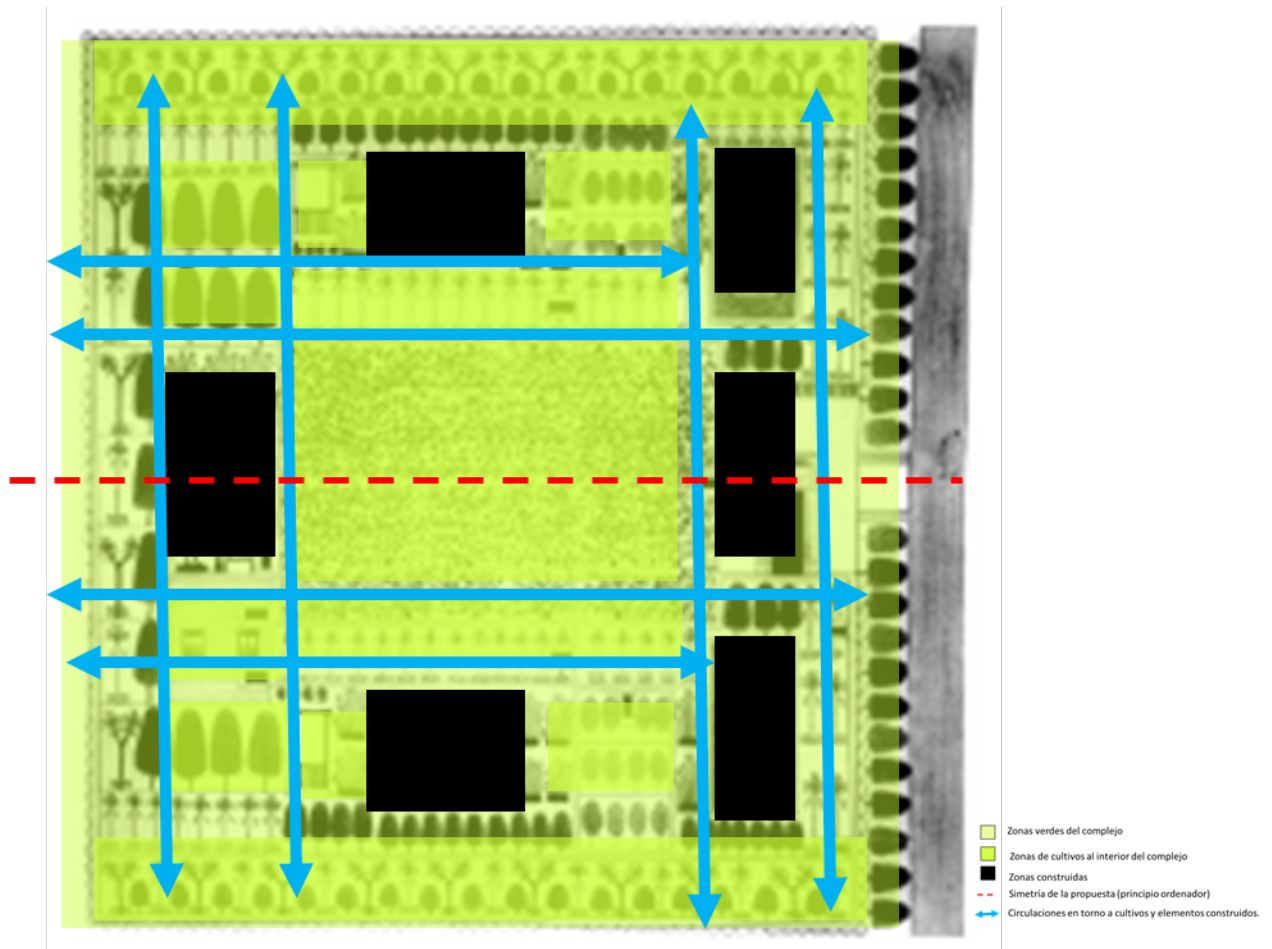 Zonas verdes del complejo
Zonas de cultivos al interior del complejo
Zonas construidas
Simetría de la propuesta (principio ordenador)
Circulaciones en torno a cultivos y elementos construidos.